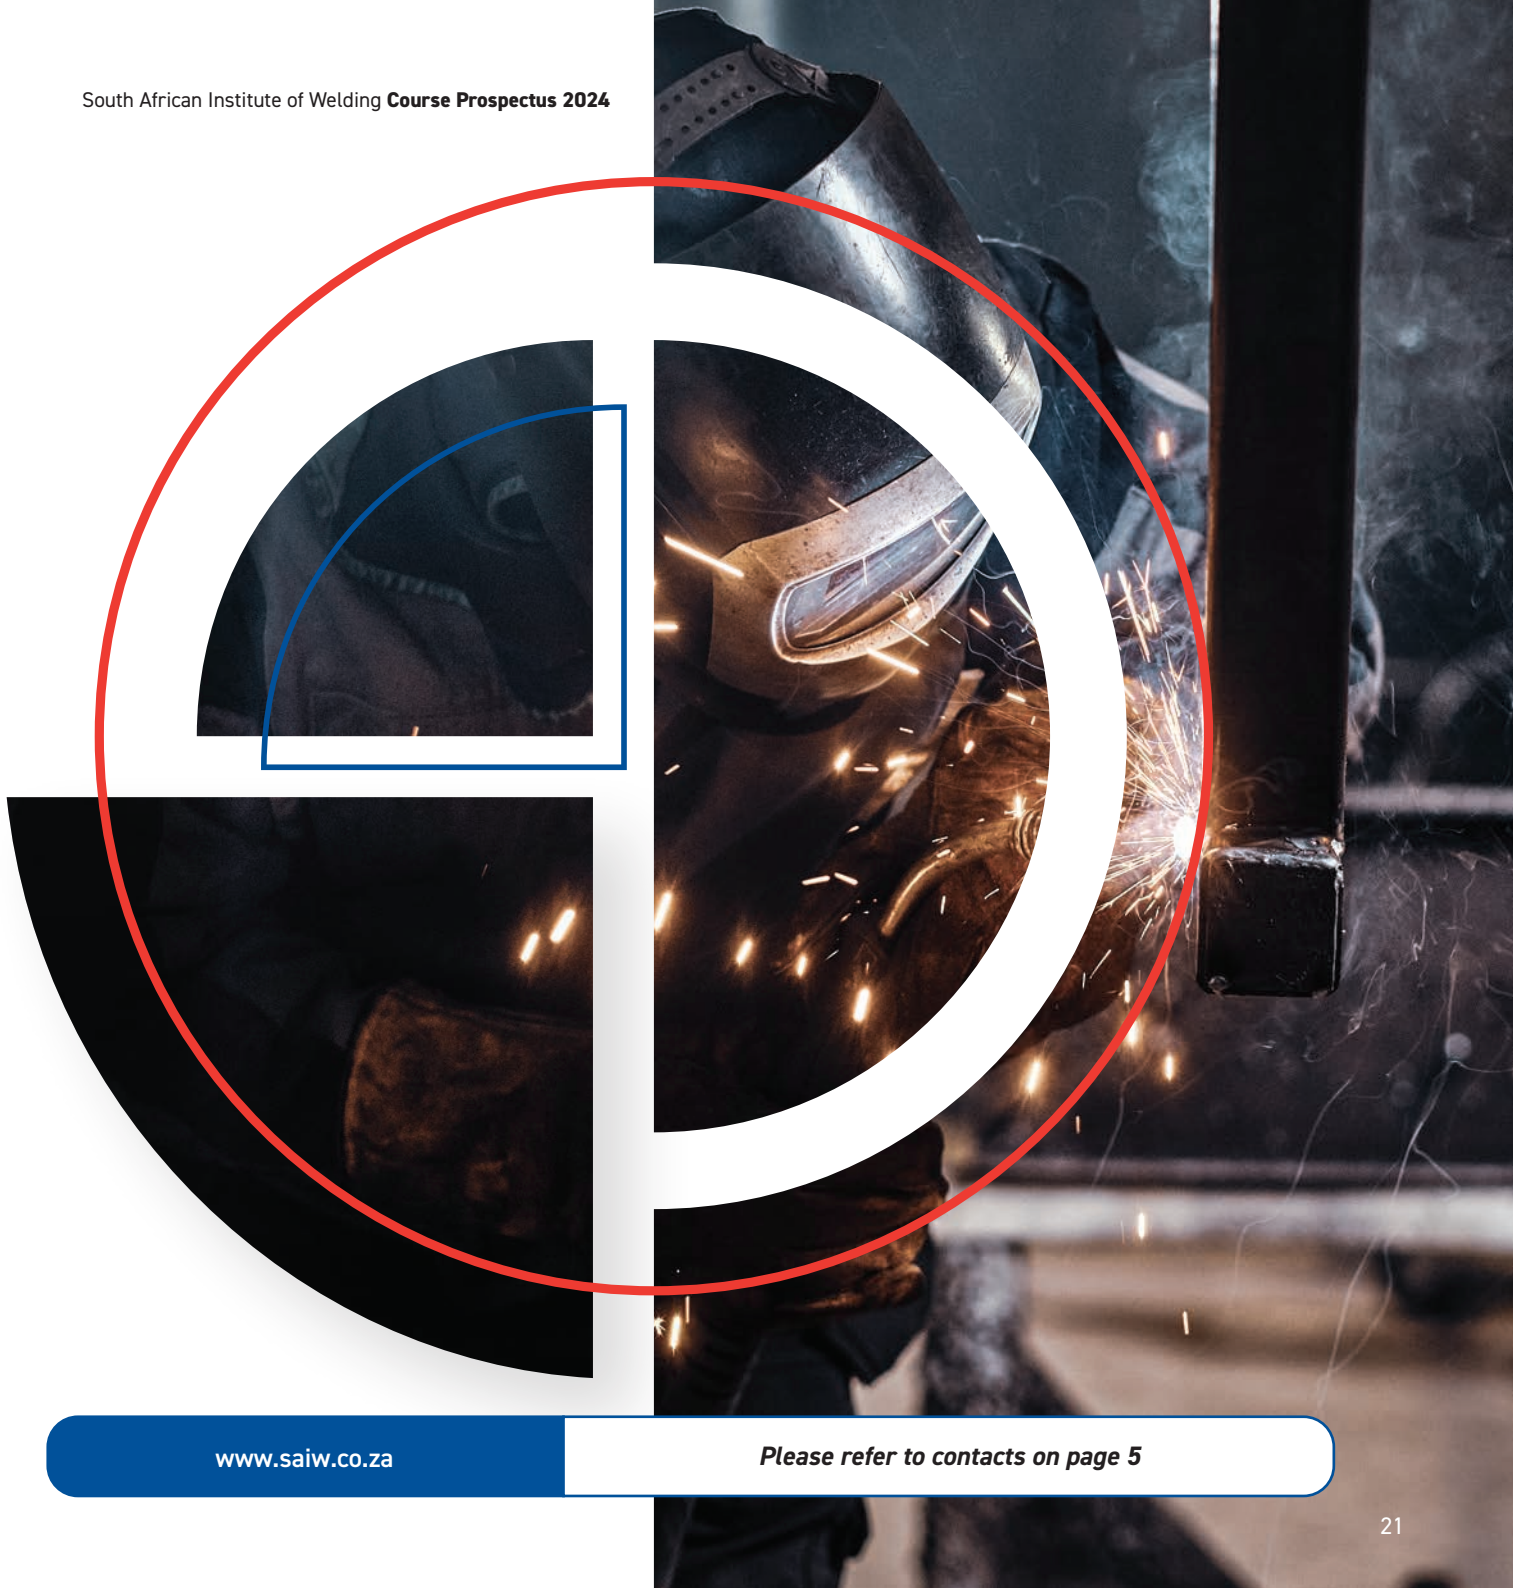 South African Institute of Welding Course Prospectus 2024
www.saiw.co.za
Please refer to contacts on page 5
21